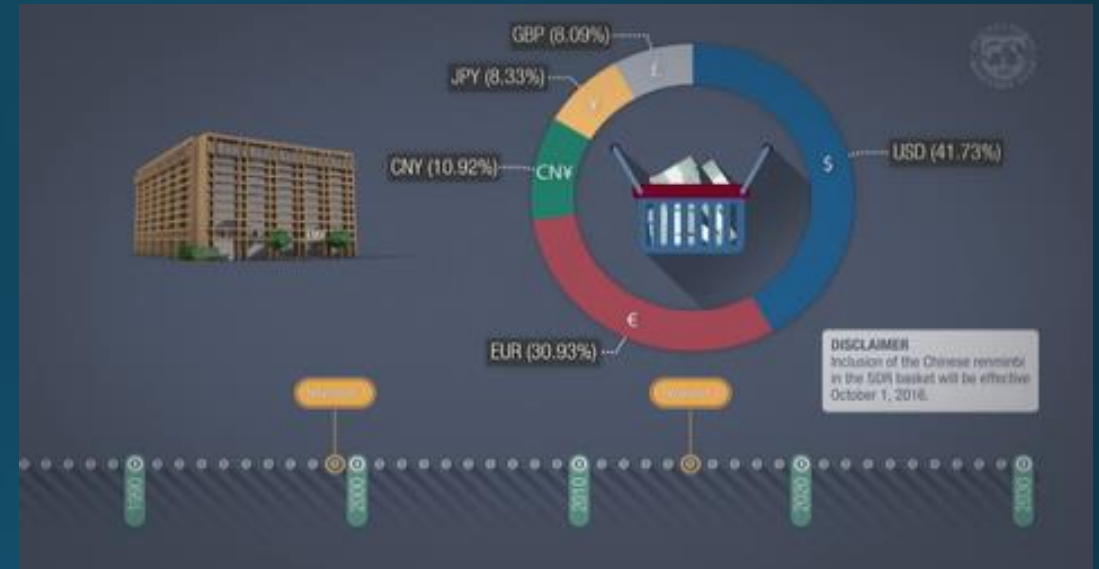 GBP (8.09%)
£
JPY (8.33%)
¥
CNY (10.92%)
CN¥
USD (41.73%)
$
€
EUR (30.93%)
DISCLAIMER
Inclusion of the Chinese renminbi
in the SDR basket will be effective
October 1, 2016.
1990
2000
2010
2020
2030